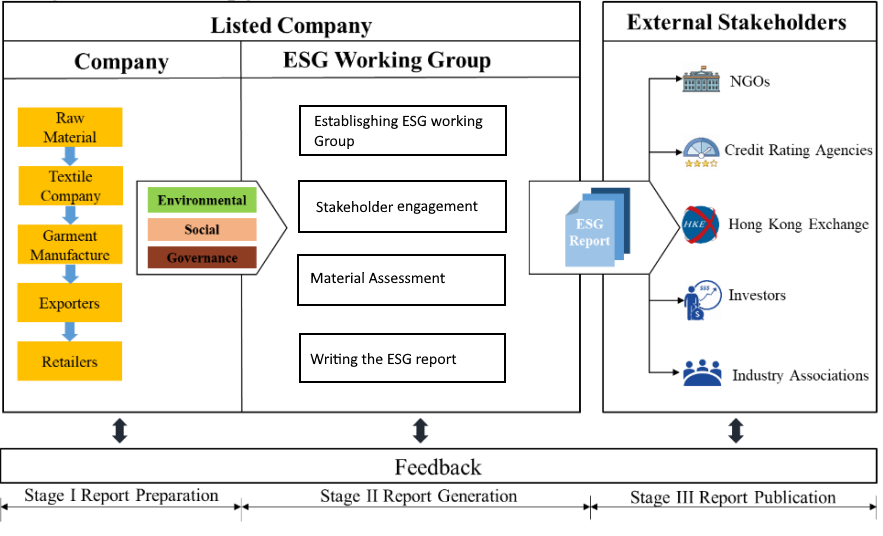 Listed Company
External Stakeholders
Company
ESG Working Group
Raw
Material
Textile
Company
Garment
Manufacture
Exporters
Retailers
Environmental
Social
Governance
Establisghing ESG working
Group
Stakeholder engagement
Material Assessment
Writing the ESG report
ESG
Report
NGOs
Credit Rating Agencies
HKEX
Hong Kong Exchange
$$$
$
Investors
Industry Associations
Feedback
Stage I Report Preparation
Stage II Report Generation
Stage III Report Publication